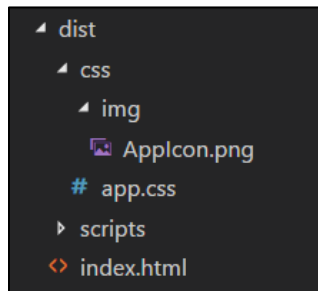 dist
css
img
AppIcon.png
# app.css
scripts
<> index.html